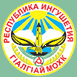 РЕСПУБЛИКА ИНГУШЕТИЯ
ГIАЛГIАЙ МОХК